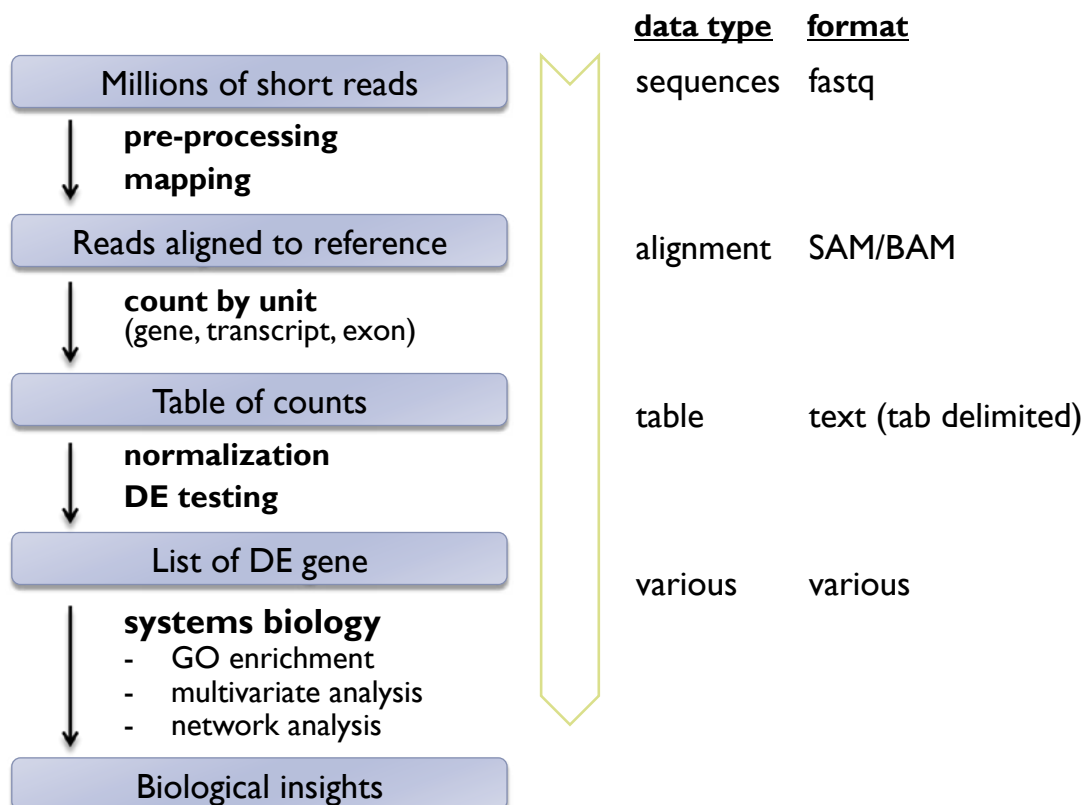 data type format
Millions of short reads
sequences fastq
pre-processing
mapping
Reads aligned to reference
alignment SAM/BAM
count by unit
(gene, transcript, exon)
Table of counts
table text (tab delimited)
normalization
DE testing
List of DE gene
various various
systems biology
- GO enrichment
- multivariate analysis
- network analysis
Biological insights